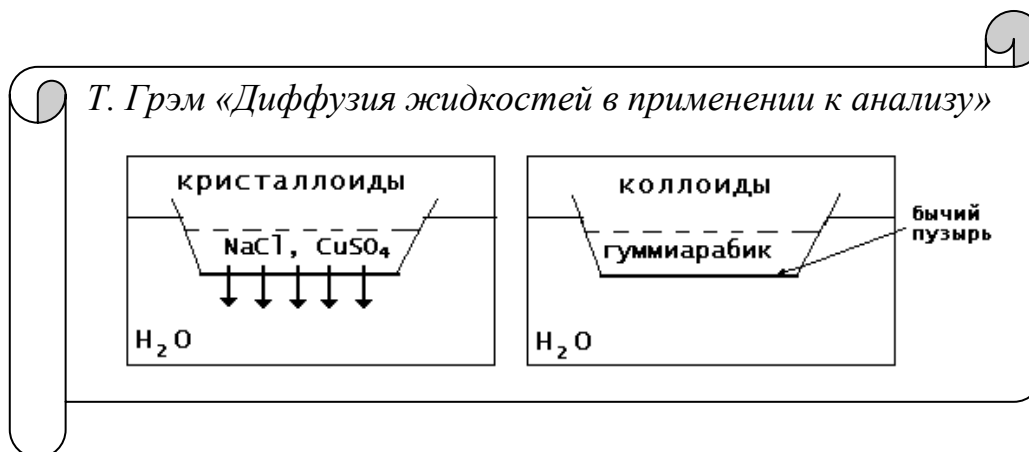 Т. Грэм «Диффузия жидкостей в применении к анализу»
кристаллоиды
NaCl, CuSO₄
H₂O
коллоиды
гуммиарабик
H₂O
бычий
пузырь